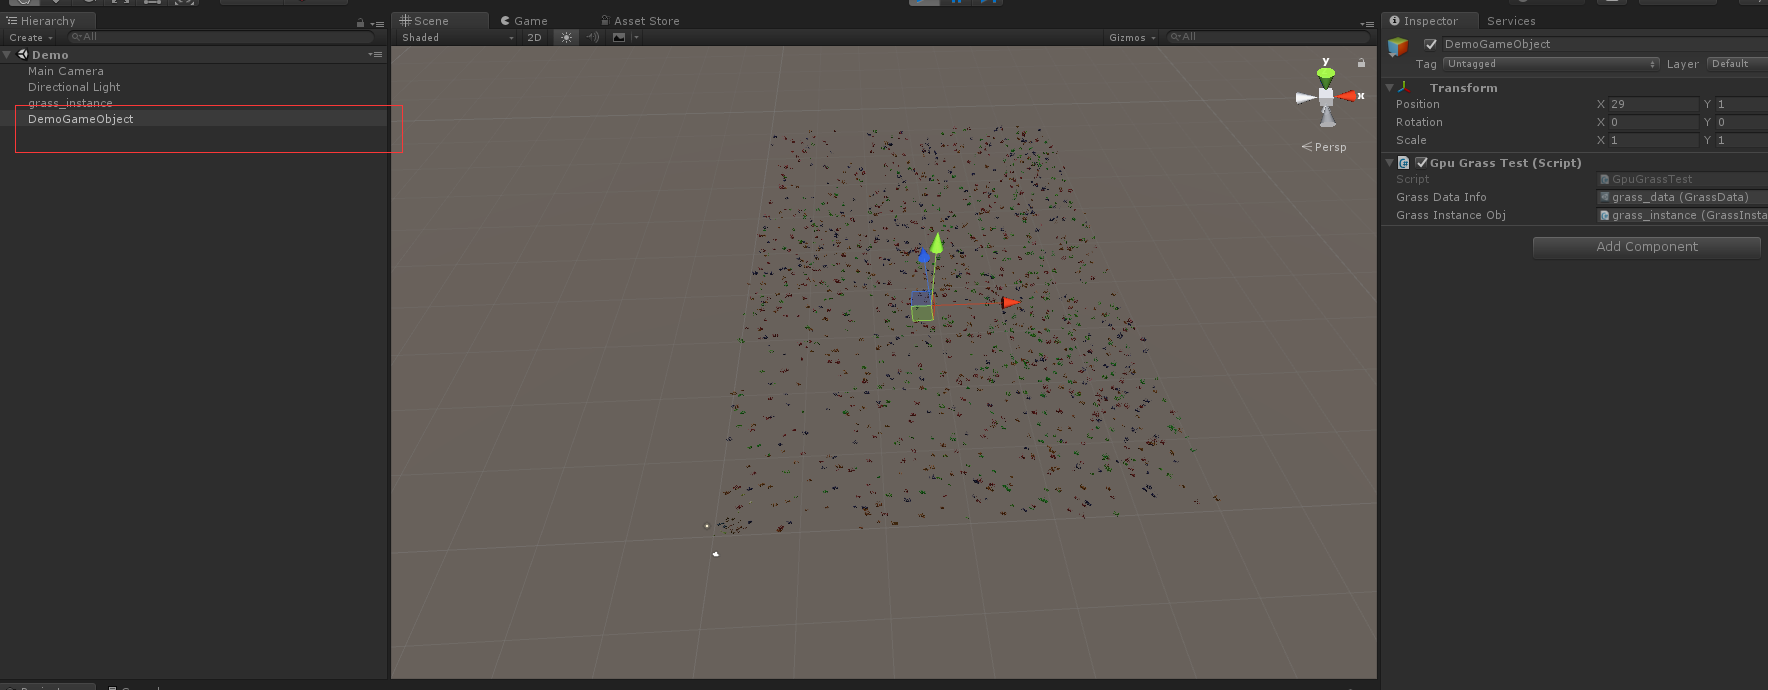 Hierarchy
Create
All
Demo
Main Camera
Directional Light
grass_instance
DemoGameObject
Scene
Game
Asset Store
Shaded
2D
Gizmos
All
y
x
Persp
Inspector
Services
DemoGameObject
Tag Untagged Layer Default
Transform
Position X 29 Y 1
Rotation X 0 Y 0
Scale X 1 Y 1
Gpu Grass Test (Script)
Script GpuGrassTest
Grass Data Info grass_data (GrassData)
Grass Instance Obj grass_instance (GrassInsta
Add Component